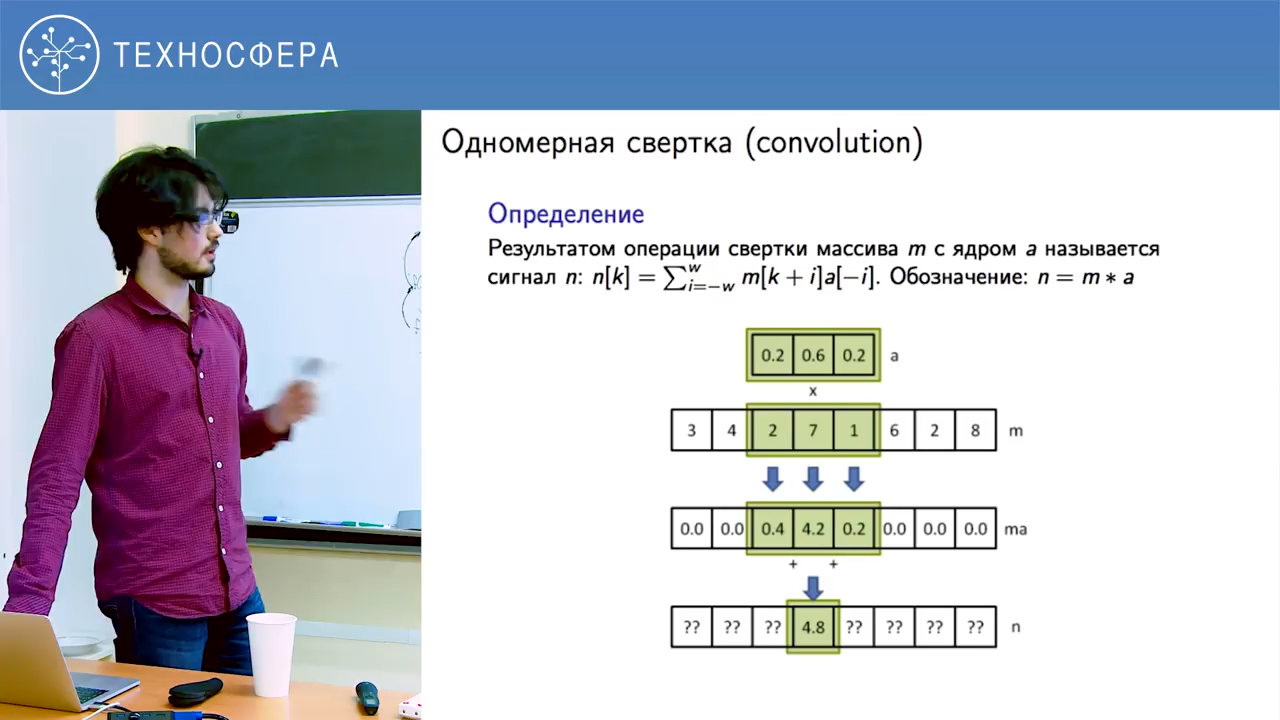 ТЕХНОСФЕРА
Одномерная свертка (convolution)
Определение
Результатом операции свертки массива m с ядром a называется
сигнал n: n[k] = ∑_{i=−w}^{w} m[k + i]a[−i]. Обозначение: n = m ∗ a
0.2 0.6 0.2 a
x
3 4 2 7 1 6 2 8 m
0.0 0.0 0.4 4.2 0.2 0.0 0.0 0.0 ma
+ +
?? ?? ?? 4.8 ?? ?? ?? ?? n